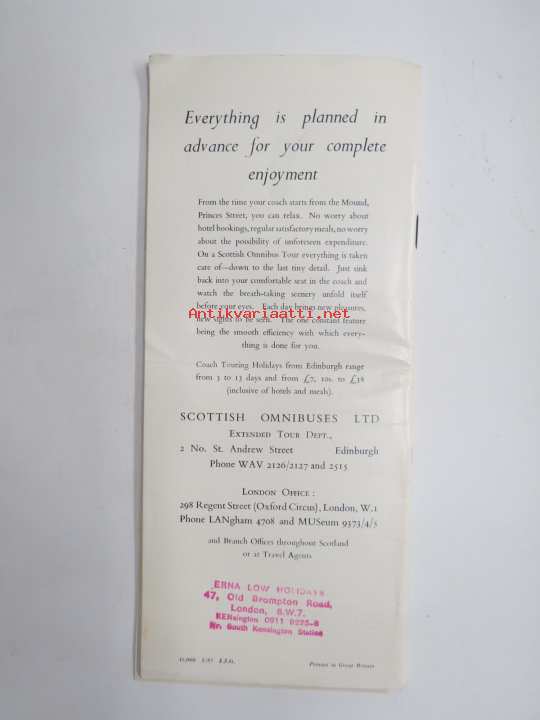 Everything is planned in
advance for your complete
enjoyment
From the time your coach starts from the Mound,
Princes Street, you can relax. No worry about
hotel bookings, regular satisfactory meals, no worry
about the possibility of unforeseen expenditure.
On a Scottish Omnibus Tour everything is taken
care of—down to the last tiny detail. Just sink
back into your comfortable seat in the coach and
watch the breath-taking scenery unfold itself
before your eyes. Each day brings new pleasures,
Antikvariaatti.net
new sights to be seen. The one constant feature
being the smooth efficiency with which every-
thing is done for you.
Coach Touring Holidays from Edinburgh range
from 3 to 13 days and from £7, 10s. to £38
(inclusive of hotels and meals).
SCOTTISH OMNIBUSES LTD
Extended Tour Dept.,
2 No. St. Andrew Street Edinburgh
Phone WAV 2126/2127 and 2515
London Office :
298 Regent Street (Oxford Circus), London, W.1
Phone LANgham 4708 and MUSeum 9373/4/5
and Branch Offices throughout Scotland
or at Travel Agents
ERNA LOW HOLIDAYS
47, Old Brompton Road,
London, S.W.7.
KENsington 0911 9225-8
Nr. South Kensington Station
Printed in Great Britain